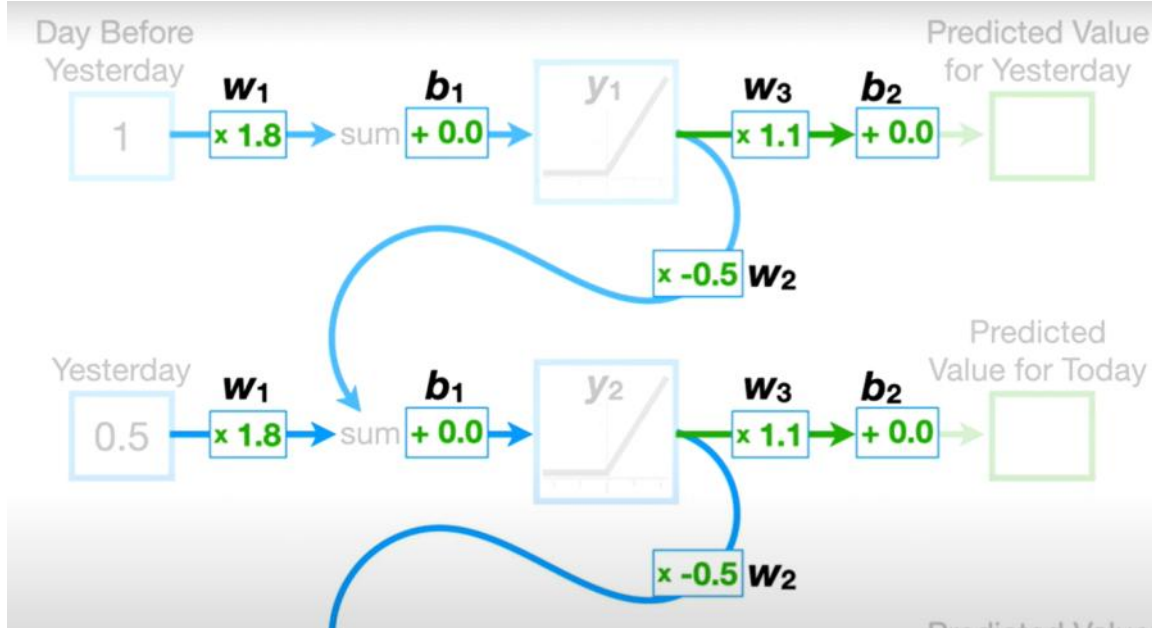 Day Before
Yesterday
1
w1
x 1.8
sum
b1
+ 0.0
y1
w3
x 1.1
b2
+ 0.0
Predicted Value
for Yesterday
x -0.5 w2
Yesterday
0.5
w1
x 1.8
sum
b1
+ 0.0
y2
w3
x 1.1
b2
+ 0.0
Predicted
Value for Today
x -0.5 w2
Predicted Value